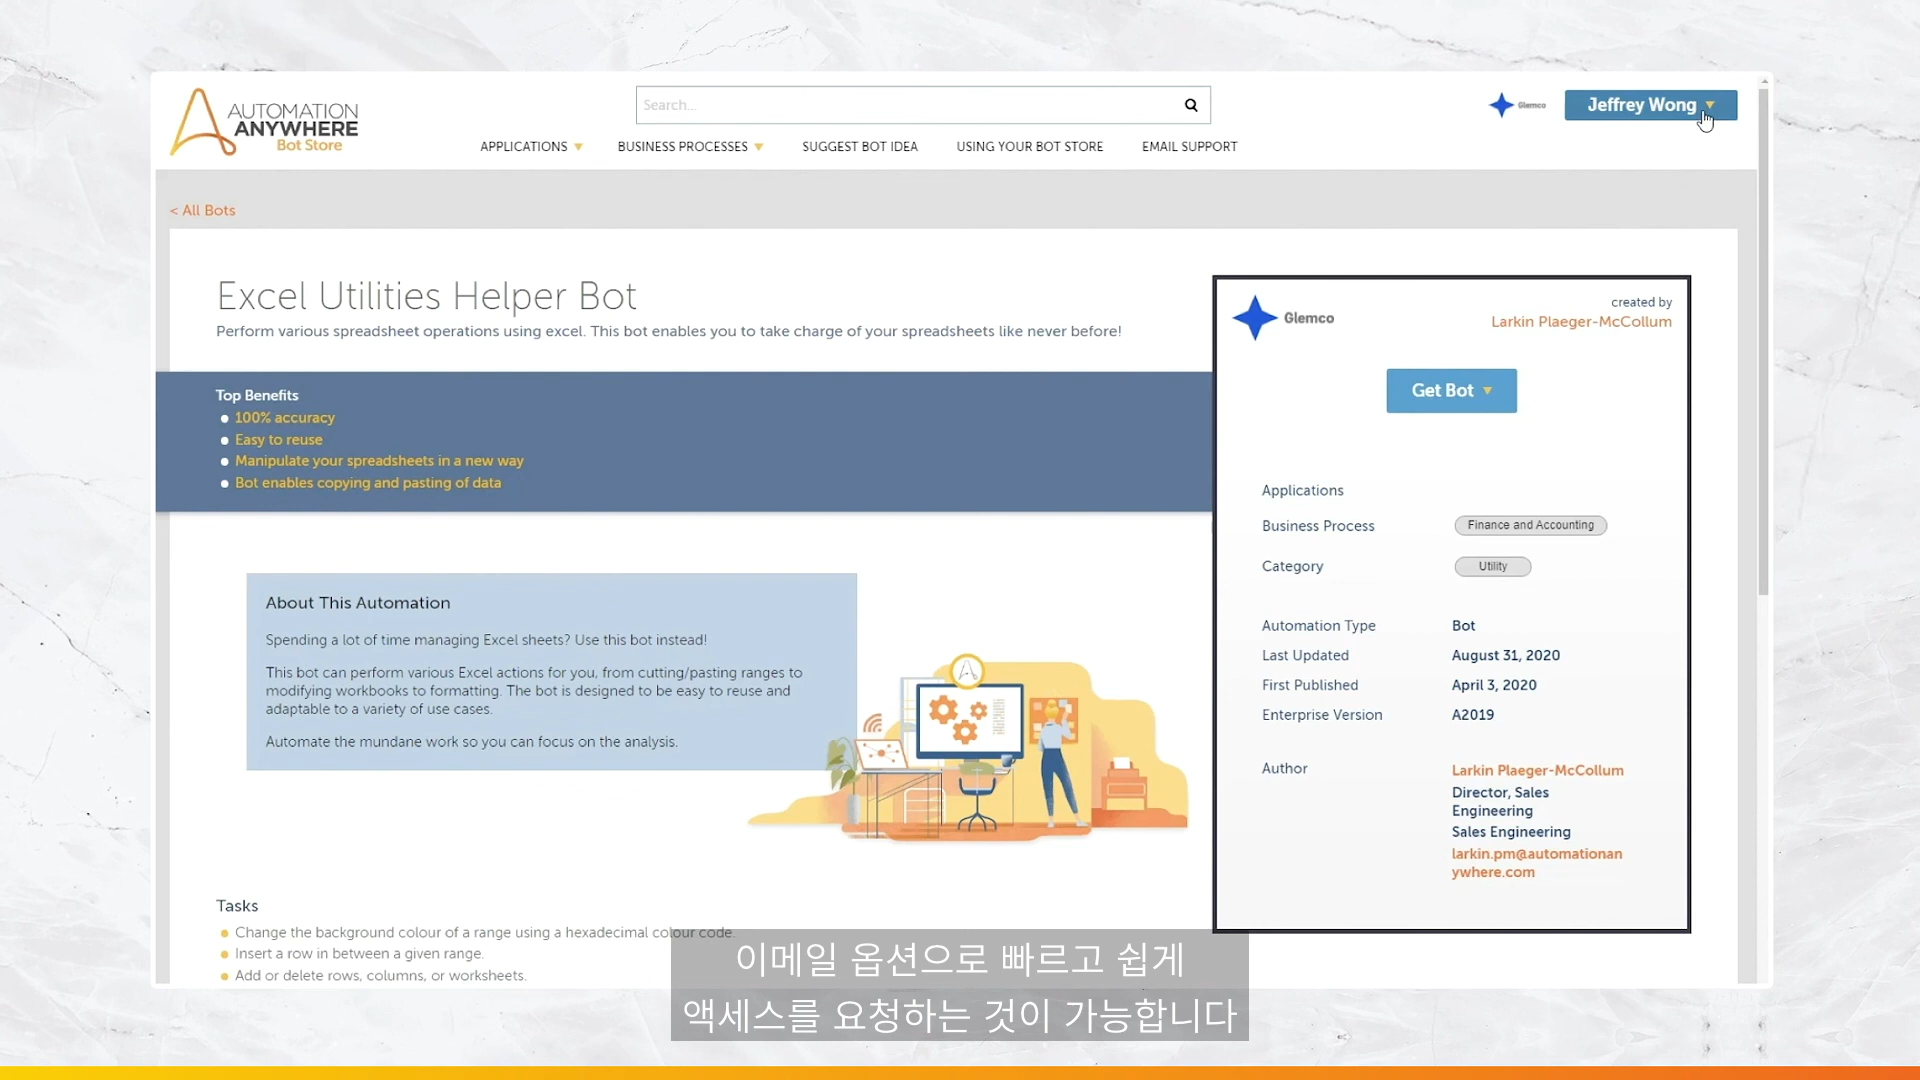 AUTOMATION
ANYWHERE
Bot Store
Search...
Glemco
Jeffrey Wong
APPLICATIONS
BUSINESS PROCESSES
SUGGEST BOT IDEA
USING YOUR BOT STORE
EMAIL SUPPORT
< All Bots
Excel Utilities Helper Bot
Perform various spreadsheet operations using excel. This bot enables you to take charge of your spreadsheets like never before!
Top Benefits
100% accuracy
Easy to reuse
Manipulate your spreadsheets in a new way
Bot enables copying and pasting of data
About This Automation
Spending a lot of time managing Excel sheets? Use this bot instead!
This bot can perform various Excel actions for you, from cutting/pasting ranges to
modifying workbooks to formatting. The bot is designed to be easy to reuse and
adaptable to a variety of use cases.
Automate the mundane work so you can focus on the analysis.
Tasks
Change the background colour of a range using a hexadecimal colour code.
Insert a row in between a given range.
Add or delete rows, columns, or worksheets.
Glemco
created by
Larkin Plaeger-McCollum
Get Bot
Applications
Business Process
Finance and Accounting
Category
Utility
Automation Type
Bot
Last Updated
August 31, 2020
First Published
April 3, 2020
Enterprise Version
A2019
Author
Larkin Plaeger-McCollum
Director, Sales
Engineering
Sales Engineering
larkin.pm@automationan
ywhere.com
이메일 옵션으로 빠르고 쉽게
액세스를 요청하는 것이 가능합니다